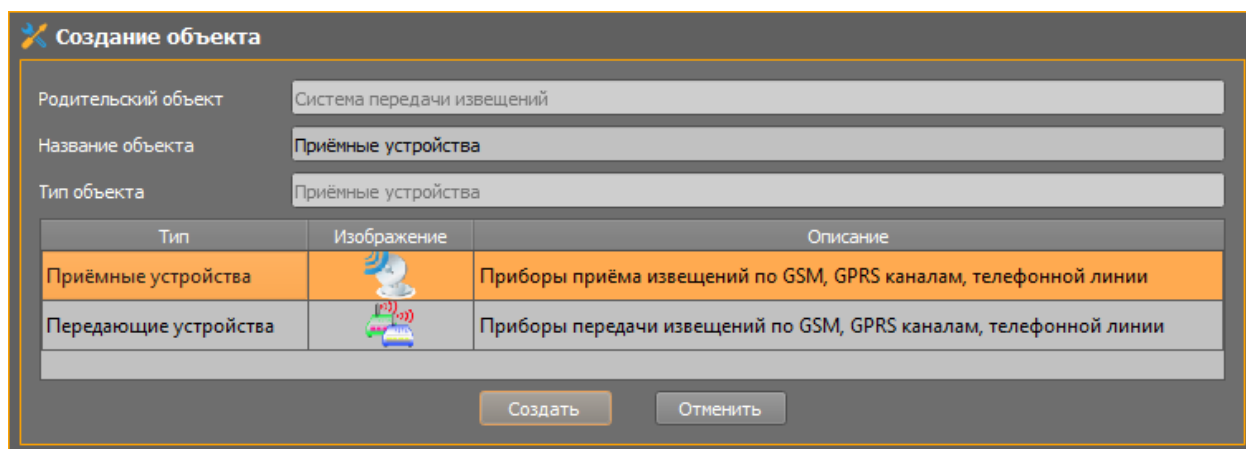 Создание объекта
Родительский объект Система передачи извещений
Название объекта Приёмные устройства
Тип объекта Приёмные устройства
Тип Изображение Описание
Приёмные устройства Приборы приёма извещений по GSM, GPRS каналам, телефонной линии
Передающие устройства Приборы передачи извещений по GSM, GPRS каналам, телефонной линии
Создать Отменить